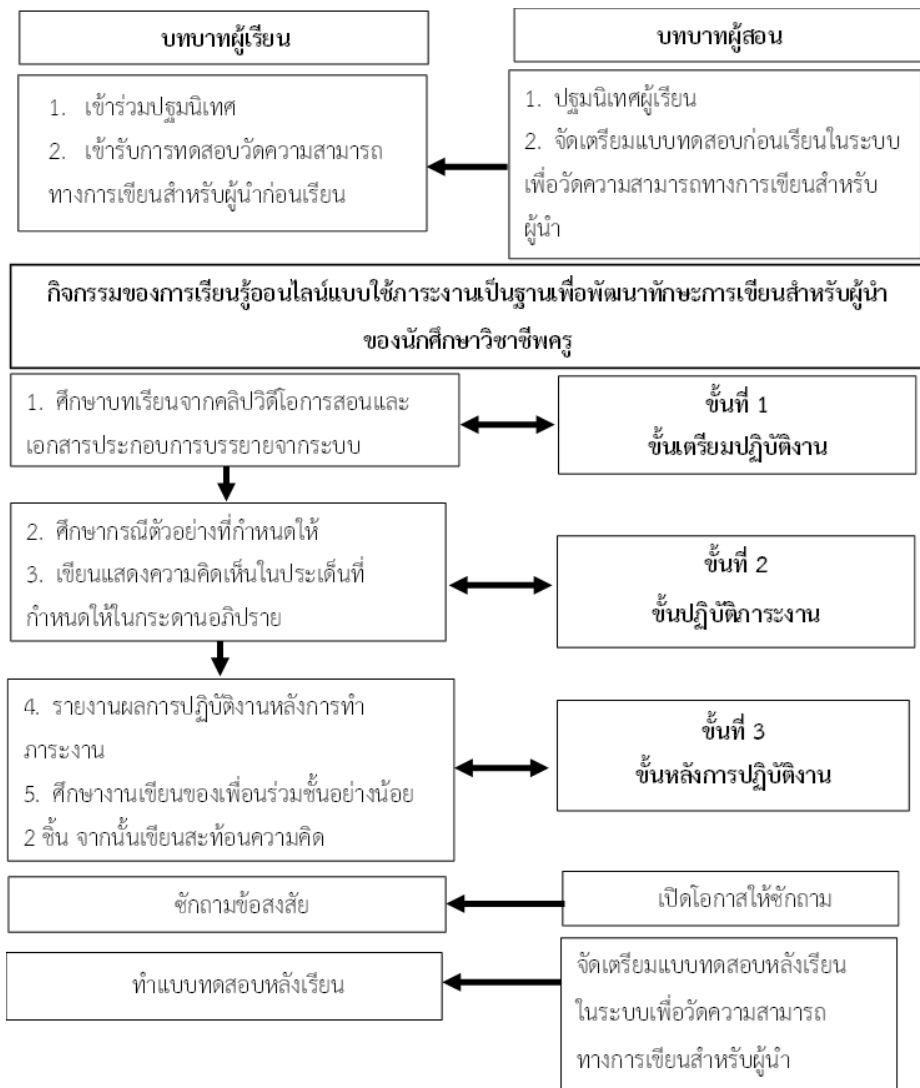 บทบาทผู้เรียน
บทบาทผู้สอน
1. เข้าร่วมปฐมนิเทศ
2. เข้ารับการทดสอบวัดความสามารถ
ทางการเขียนสำหรับผู้นำก่อนเรียน
1. ปฐมนิเทศผู้เรียน
2. จัดเตรียมแบบทดสอบก่อนเรียนในระบบ
เพื่อวัดความสามารถทางการเขียนสำหรับ
ผู้นำ
กิจกรรมของการเรียนรู้ออนไลน์แบบใช้ภาระงานเป็นฐานเพื่อพัฒนาทักษะการเขียนสำหรับผู้นำ
ของนักศึกษาวิชาชีพครู
1. ศึกษาบทเรียนจากคลิปวิดีโอการสอนและ
เอกสารประกอบการบรรยายจากระบบ
ขั้นที่ 1
ขั้นเตรียมปฏิบัติงาน
2. ศึกษากรณีตัวอย่างที่กำหนดให้
3. เขียนแสดงความคิดเห็นในประเด็นที่
กำหนดให้ในกระดานอภิปราย
ขั้นที่ 2
ขั้นปฏิบัติภาระงาน
4. รายงานผลการปฏิบัติงานหลังการทำ
ภาระงาน
5. ศึกษางานเขียนของเพื่อนร่วมชั้นอย่างน้อย
2 ชิ้น จากนั้นเขียนสะท้อนความคิด
ขั้นที่ 3
ขั้นหลังการปฏิบัติงาน
ซักถามข้อสงสัย
เปิดโอกาสให้ซักถาม
ทำแบบทดสอบหลังเรียน
จัดเตรียมแบบทดสอบหลังเรียน
ในระบบเพื่อวัดความสามารถ
ทางการเขียนสำหรับผู้นำ